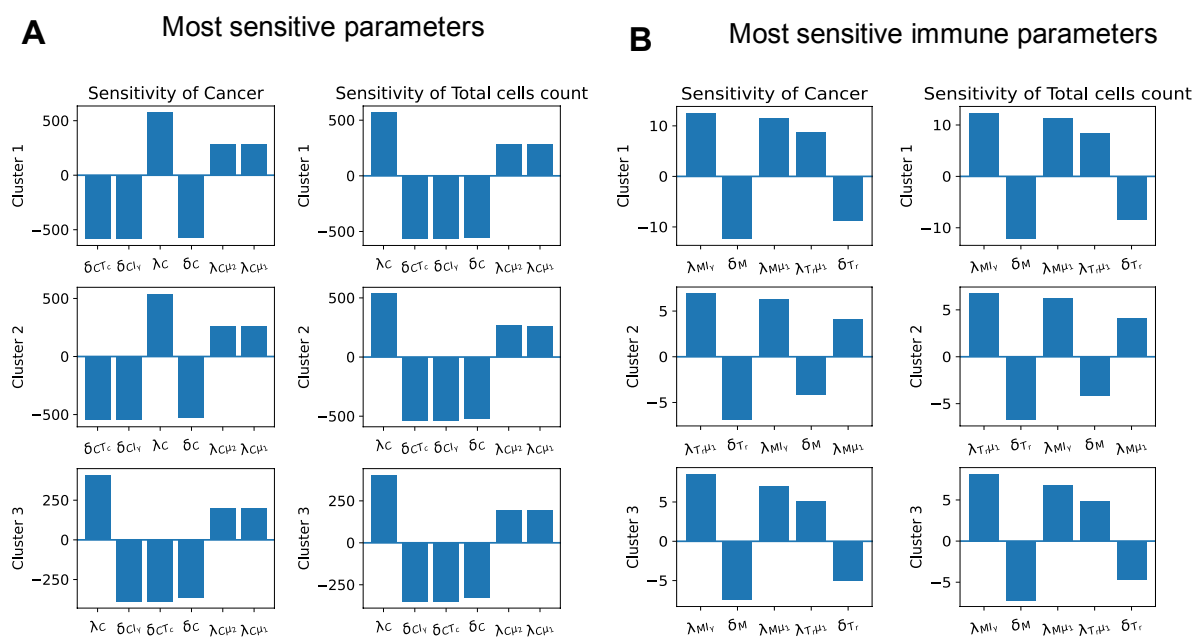 A Most sensitive parameters
B Most sensitive immune parameters
Sensitivity of Cancer
Sensitivity of Total cells count
Sensitivity of Cancer
Sensitivity of Total cells count
Cluster 1
500
0
−500
δCTc δCIγ λC δC λCμ2 λCμ1
Cluster 1
500
0
−500
λC δCTc δCIγ δC λCμ2 λCμ1
Cluster 1
10
0
−10
λMIγ δM λMμ1 λTrμ1 δTr
Cluster 1
10
0
−10
λMIγ δM λMμ1 λTrμ1 δTr
Cluster 2
500
0
−500
δCTc δCIγ λC δC λCμ2 λCμ1
Cluster 2
500
0
−500
λC δCTc δCIγ δC λCμ2 λCμ1
Cluster 2
5
0
−5
λTrμ1 δTr λMIγ δM λMμ1
Cluster 2
5
0
−5
λTrμ1 δTr λMIγ δM λMμ1
Cluster 3
250
0
−250
λC δCIγ δCTc δC λCμ2 λCμ1
Cluster 3
250
0
−250
λC δCIγ δCTc δC λCμ2 λCμ1
Cluster 3
5
0
−5
λMIγ δM λMμ1 λTrμ1 δTr
Cluster 3
5
0
−5
λMIγ δM λMμ1 λTrμ1 δTr